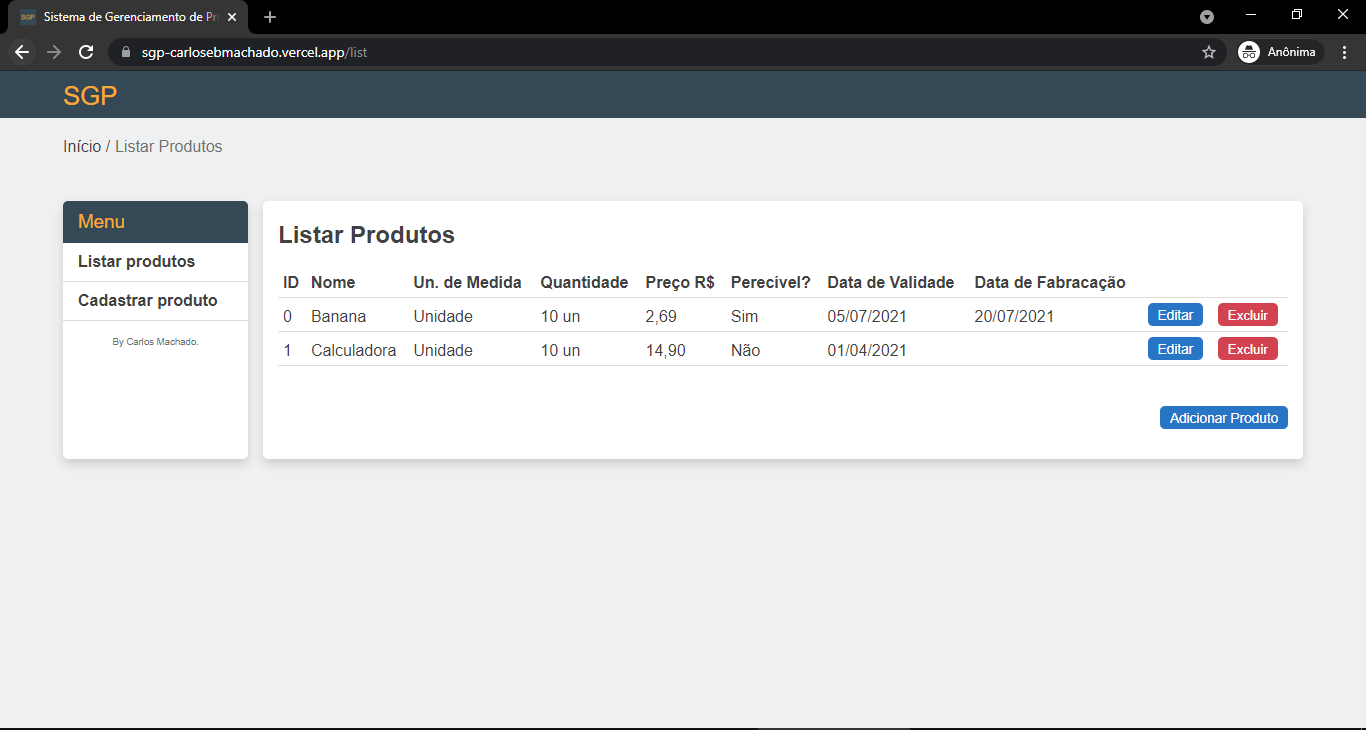 SGP Sistema de Gerenciamento de Pr
sgp-carlosebmachado.vercel.app/list Anônima
SGP
Início / Listar Produtos
Menu
Listar produtos
Cadastrar produto
By Carlos Machado.
Listar Produtos
ID Nome Un. de Medida Quantidade Preço R$ Perecível? Data de Validade Data de Fabracação
0 Banana Unidade 10 un 2,69 Sim 05/07/2021 20/07/2021 Editar Excluir
1 Calculadora Unidade 10 un 14,90 Não 01/04/2021 Editar Excluir
Adicionar Produto